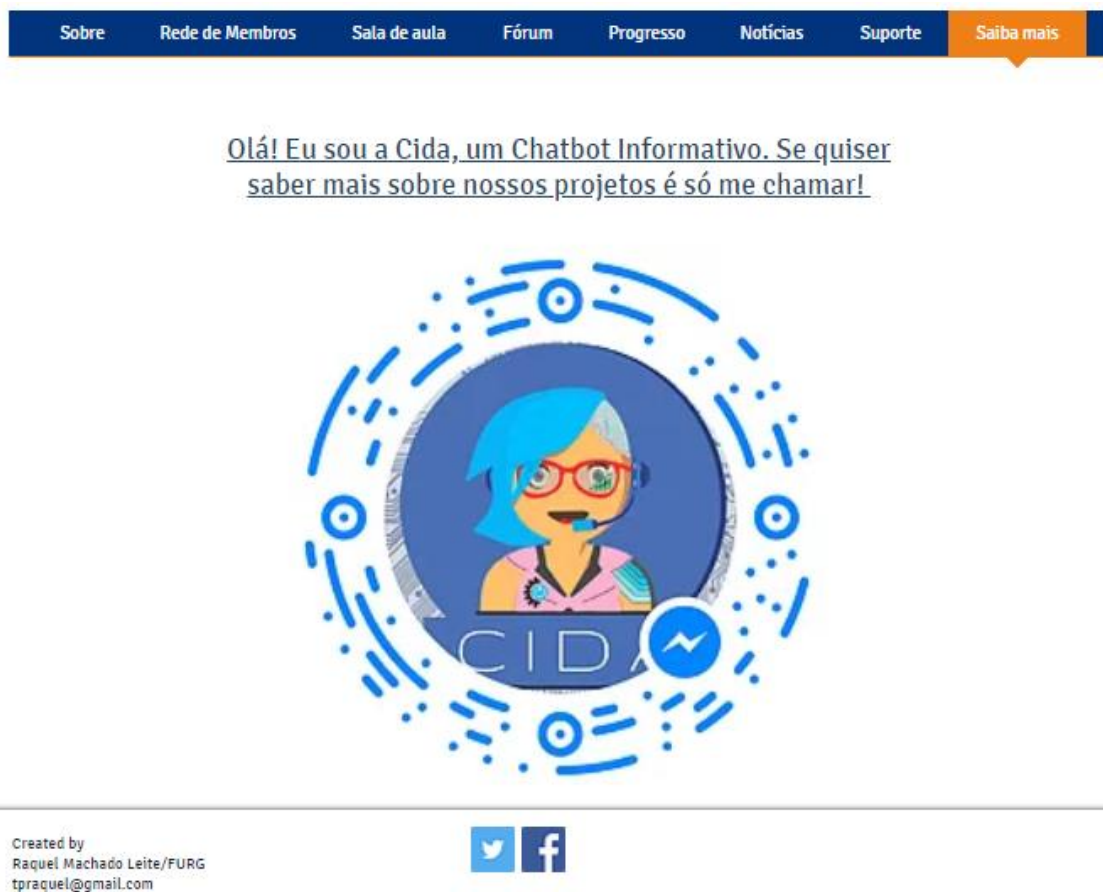 Sobre Rede de Membros Sala de aula Fórum Progresso Notícias Suporte Saiba mais
Olá! Eu sou a Cida, um Chatbot Informativo. Se quiser
saber mais sobre nossos projetos é só me chamar!
CIDA
Created by
Raquel Machado Leite/FURG
tpraquel@gmail.com